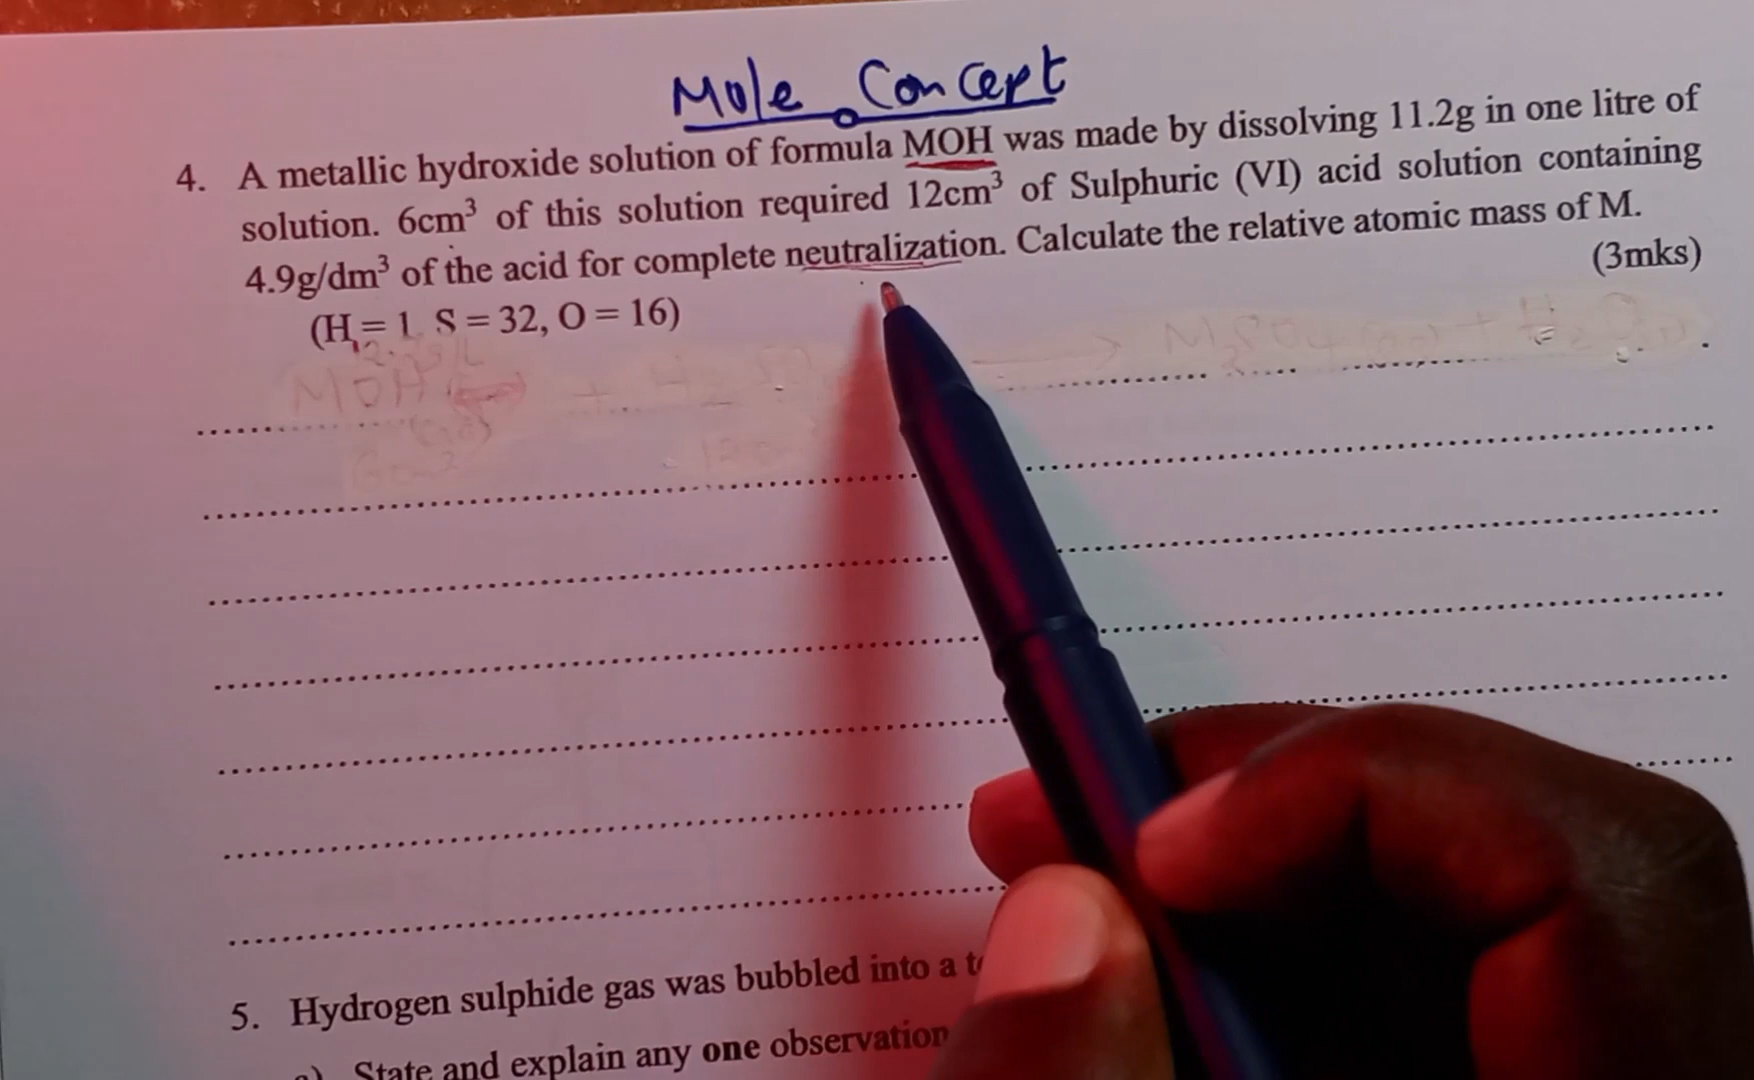 Mole Concept
4. A metallic hydroxide solution of formula MOH was made by dissolving 11.2g in one litre of
solution. 6cm³ of this solution required 12cm³ of Sulphuric (VI) acid solution containing
4.9g/dm³ of the acid for complete neutralization. Calculate the relative atomic mass of M.
(3mks)
(H = 1 S = 32, O = 16)
MOH
5. Hydrogen sulphide gas was bubbled into a
State and explain any one observation